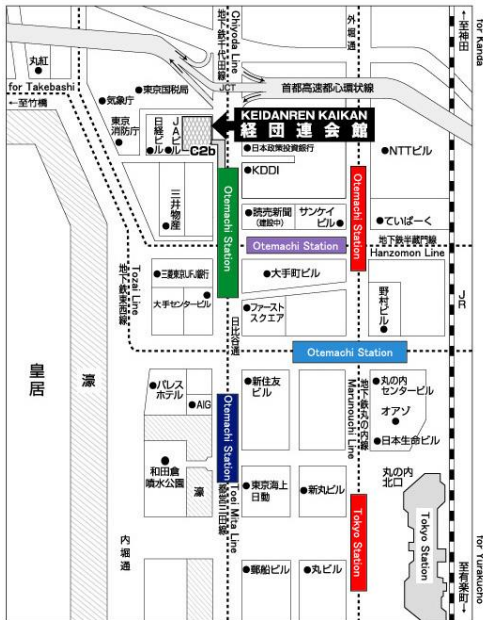 丸紅
for Takebashi
←至竹橋
気象庁
東京国税局
東京
消防庁
日経ビル
JAビル
C2b
地下鉄千代田線
Chiyoda Line
JCT
首都高速都心環状線
外堀通
←至神田
for Kanda
KEIDANREN KAIKAN
経団連会館
日本政策投資銀行
KDDI
NTTビル
三井物産
Otemachi Station
読売新聞
(建設中)
サンケイ
ビル
Otemachi Station
ていぱーく
Otemachi Station
地下鉄半蔵門線
Hanzomon Line
Tozai Line
地下鉄東西線
三菱東京UFJ銀行
大手センタービル
大手町ビル
ファースト
スクエア
野村ビル
JR
日比谷通
Otemachi Station
皇居
濠
パレス
ホテル
AIG
Otemachi Station
新住友
ビル
Marunouchi Line
地下鉄丸の内線
丸の内
センタービル
オアゾ
日本生命ビル
和田倉
噴水公園
濠
Toei Mita Line
東京海上
日動
新丸ビル
丸の内
北口
Tokyo Station
Tokyo Station
内堀通
郵船ビル
丸ビル
for Yurakucho
至有楽町→